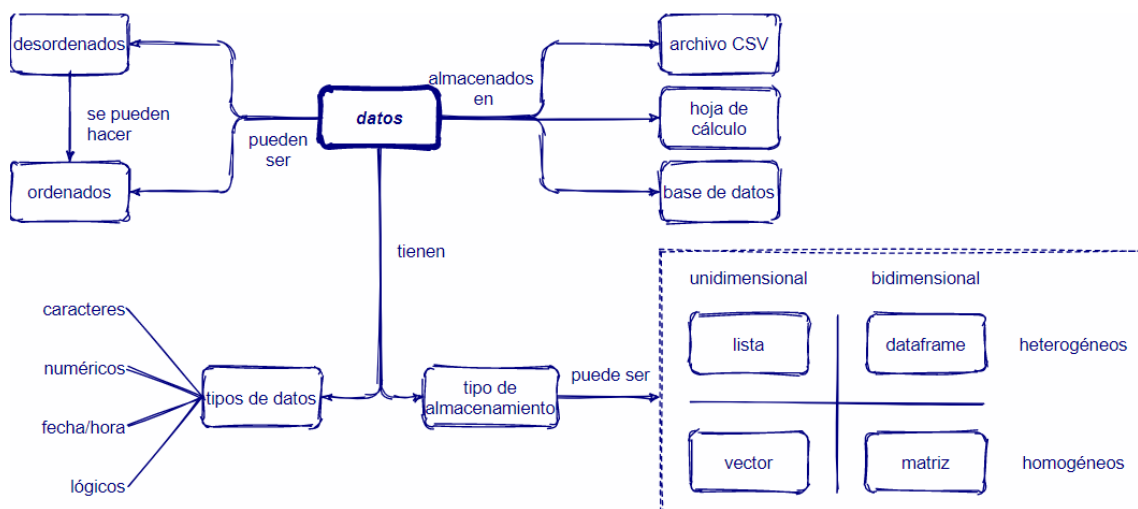 desordenados
se pueden
hacer
ordenados
pueden
ser
datos
almacenados
en
archivo CSV
hoja de
cálculo
base de datos
tienen
caracteres
numéricos
fecha/hora
lógicos
tipos de datos
tipo de
almacenamiento
puede ser
unidimensional
bidimensional
lista
dataframe
heterogéneos
vector
matriz
homogéneos